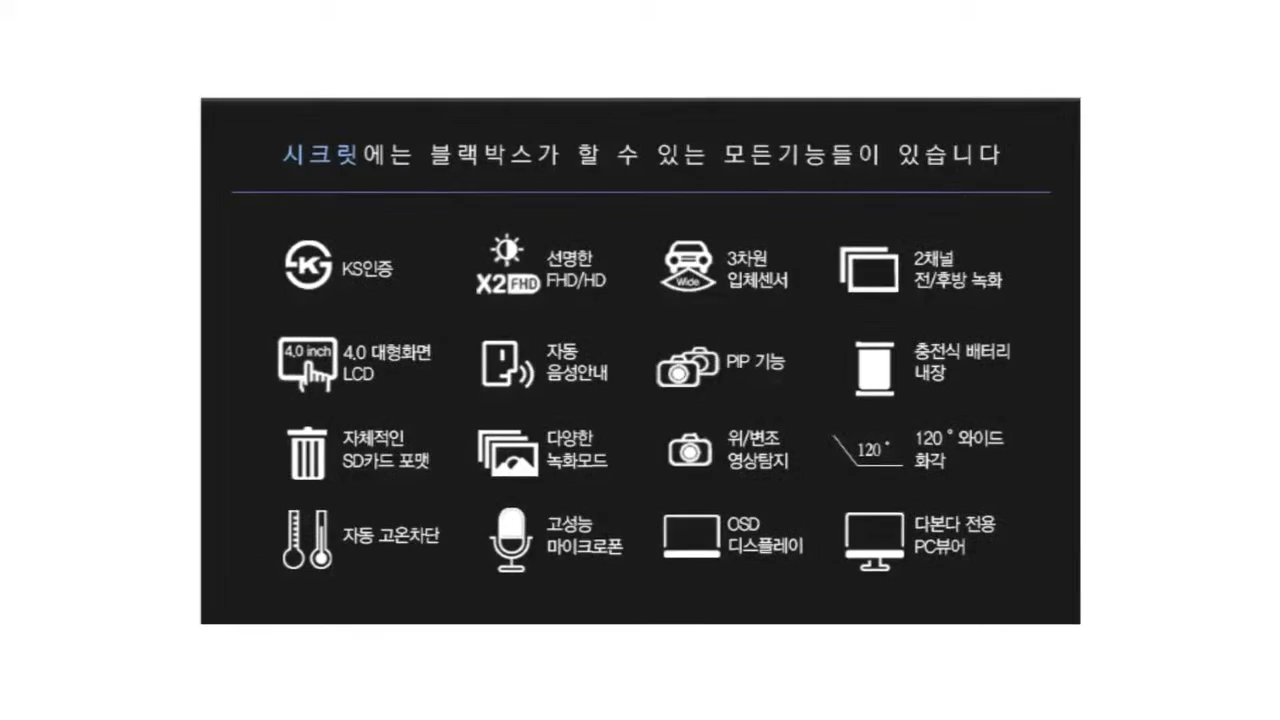 시크릿에는 블랙박스가 할 수 있는 모든기능들이 있습니다
K
KS인증
X2 FHD
선명한
FHD/HD
Wide
3차원
입체센서
2채널
전/후방 녹화
4.0 inch
4.0 대형화면
LCD
자동
음성안내
PIP 기능
충전식 배터리
내장
자체적인
SD카드 포맷
다양한
녹화모드
위/변조
영상탐지
120˚
120˚와이드
화각
자동 고온차단
고성능
마이크로폰
OSD
디스플레이
다본다 전용
PC뷰어